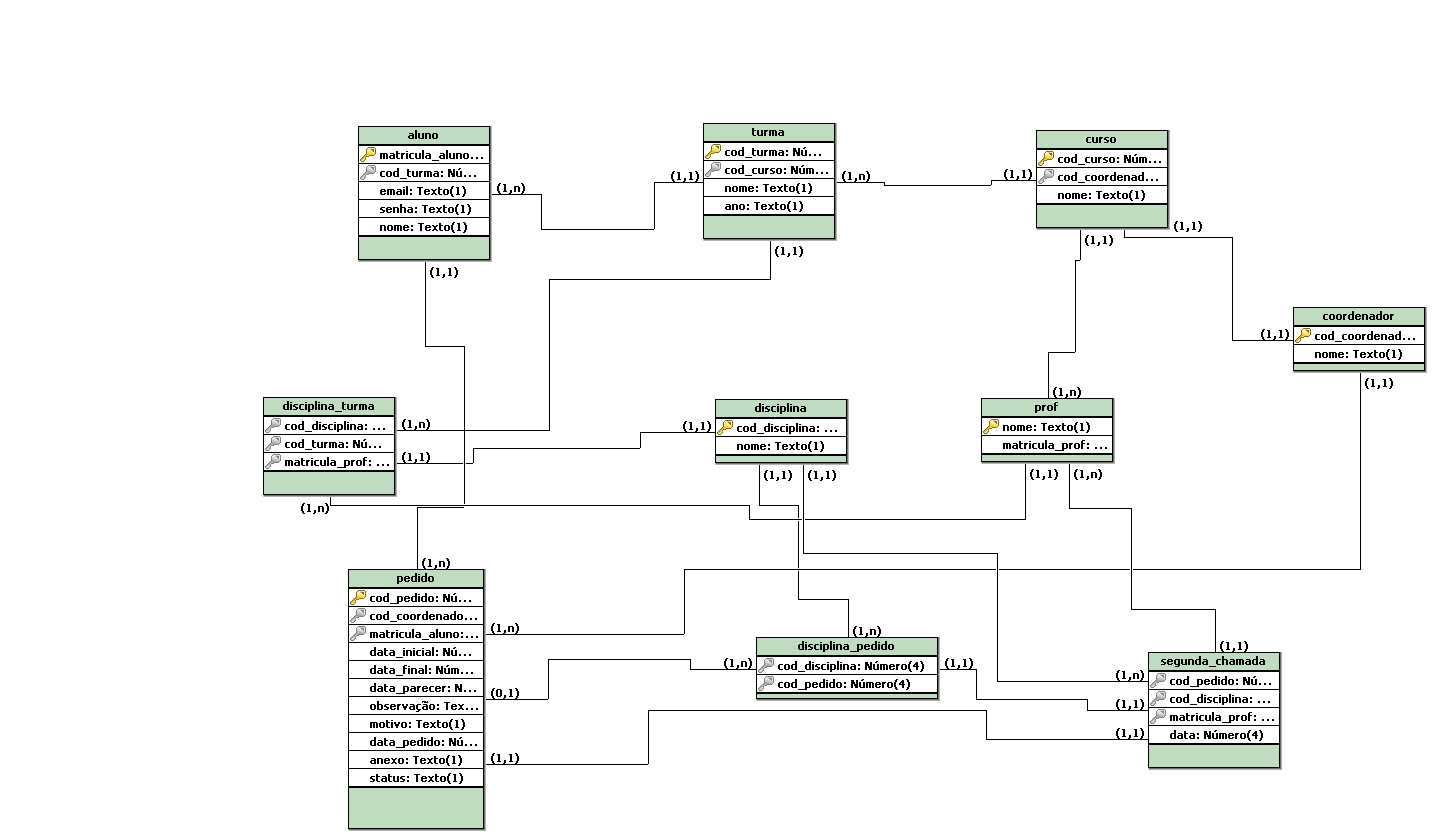 aluno
matricula_aluno...
cod_turma: Nú...
email: Texto(1)
senha: Texto(1)
nome: Texto(1)
(1,n)
(1,1)
turma
cod_turma: Nú...
cod_curso: Núm...
nome: Texto(1)
ano: Texto(1)
(1,1)
(1,n)
(1,1)
curso
cod_curso: Núm...
cod_coordenad...
nome: Texto(1)
(1,1)
(1,1)
(1,1)
coordenador
cod_coordenad...
nome: Texto(1)
(1,1)
(1,1)
disciplina_turma
cod_disciplina: ...
cod_turma: Nú...
matricula_prof: ...
(1,n)
(1,1)
(1,n)
disciplina
cod_disciplina: ...
nome: Texto(1)
(1,1)
(1,1)
(1,1)
prof
nome: Texto(1)
matricula_prof: ...
(1,n)
(1,1)
(1,n)
pedido
cod_pedido: Nú...
cod_coordenado...
matricula_aluno:...
data_inicial: Nú...
data_final: Núm...
data_parecer: N...
observação: Tex...
motivo: Texto(1)
data_pedido: Nú...
anexo: Texto(1)
status: Texto(1)
(1,n)
(1,n)
(0,1)
(1,1)
disciplina_pedido
cod_disciplina: Número(4)
cod_pedido: Número(4)
(1,n)
(1,n)
(1,1)
segunda_chamada
cod_pedido: Nú...
cod_disciplina: ...
matricula_prof: ...
data: Número(4)
(1,1)
(1,n)
(1,1)
(1,1)